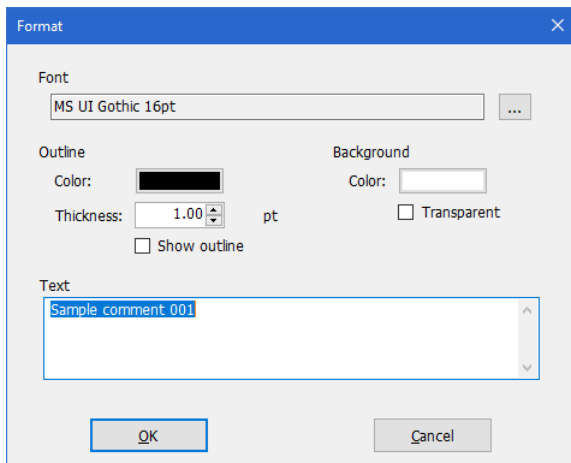 Format
Font
MS UI Gothic 16pt
...
Outline
Background
Color:
Color:
Thickness: 1.00 pt
Transparent
Show outline
Text
Sample comment 001
OK
Cancel